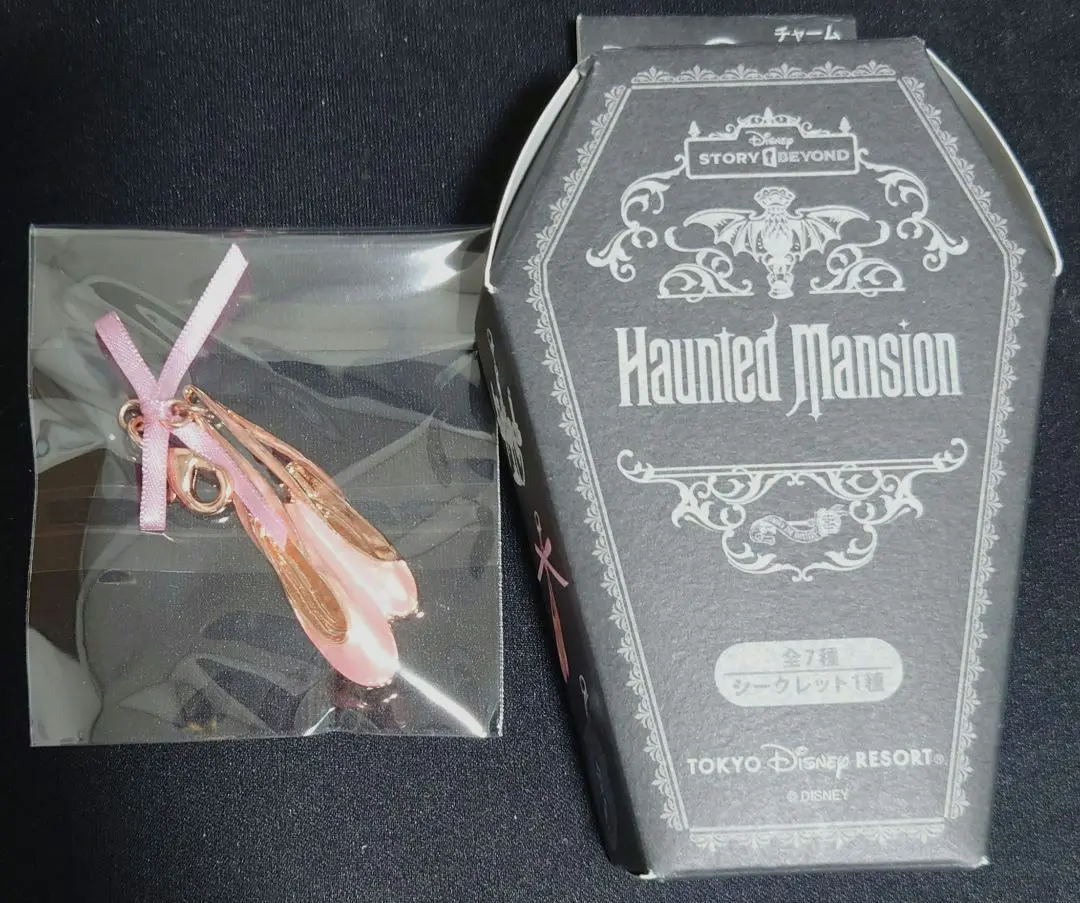 チャーム
Disney
STORY BEYOND
Haunted Mansion
全7種
シークレット1種
TOKYO Disney RESORT®
© DISNEY